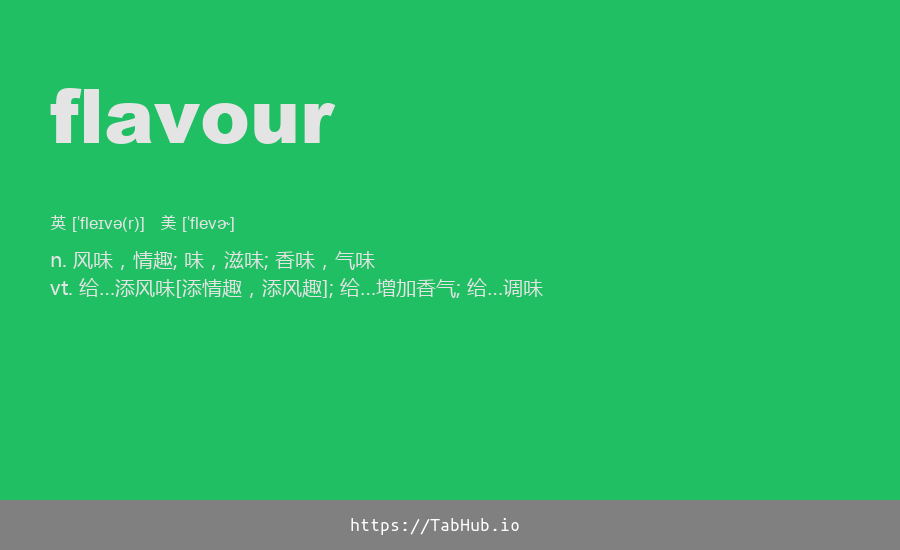 flavour
英 [ˈfleɪvə(r)] 美 [ˈflevɚ]
n. 风味，情趣; 味，滋味; 香味，气味
vt. 给…添风味[添情趣，添风趣]; 给…增加香气; 给…调味
https://TabHub.io